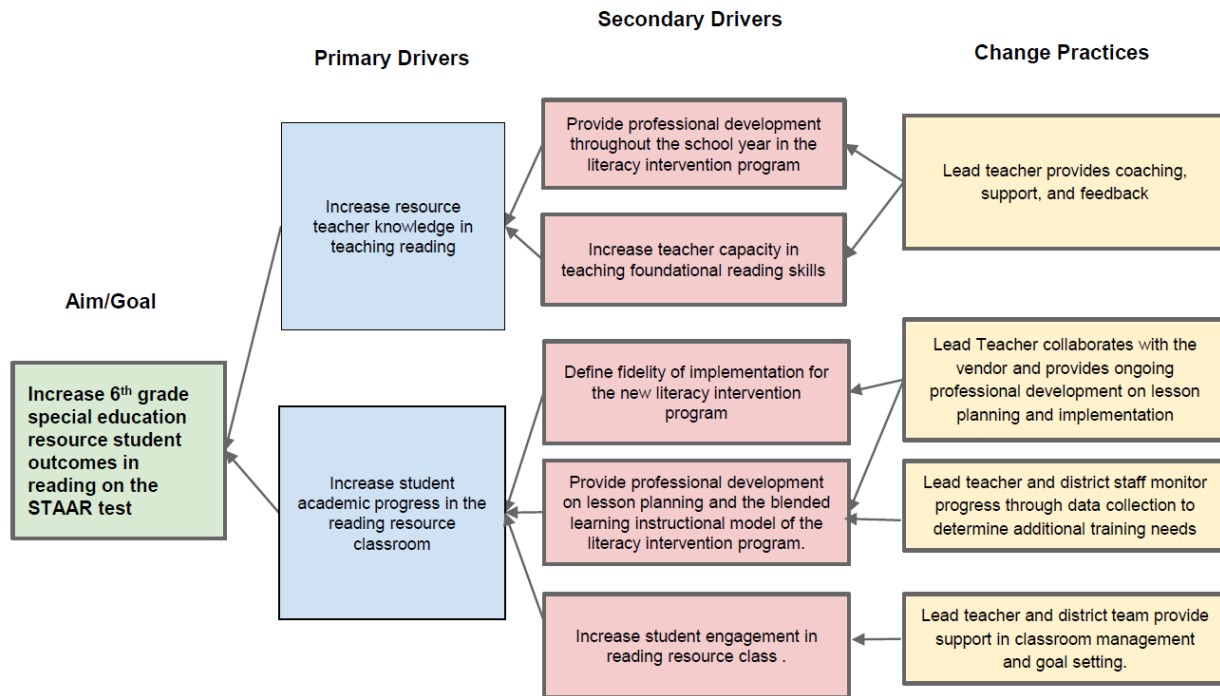 Secondary Drivers
Primary Drivers
Change Practices
Aim/Goal
Increase 6th grade
special education
resource student
outcomes in
reading on the
STAAR test
Increase resource
teacher knowledge in
teaching reading
Increase student
academic progress in the
reading resource
classroom
Provide professional development
throughout the school year in the
literacy intervention program
Increase teacher capacity in
teaching foundational reading skills
Define fidelity of implementation for
the new literacy intervention
program
Provide professional development
on lesson planning and the blended
learning instructional model of the
literacy intervention program.
Increase student engagement in
reading resource class .
Lead teacher provides coaching,
support, and feedback
Lead Teacher collaborates with the
vendor and provides ongoing
professional development on lesson
planning and implementation
Lead teacher and district staff monitor
progress through data collection to
determine additional training needs
Lead teacher and district team provide
support in classroom management
and goal setting.